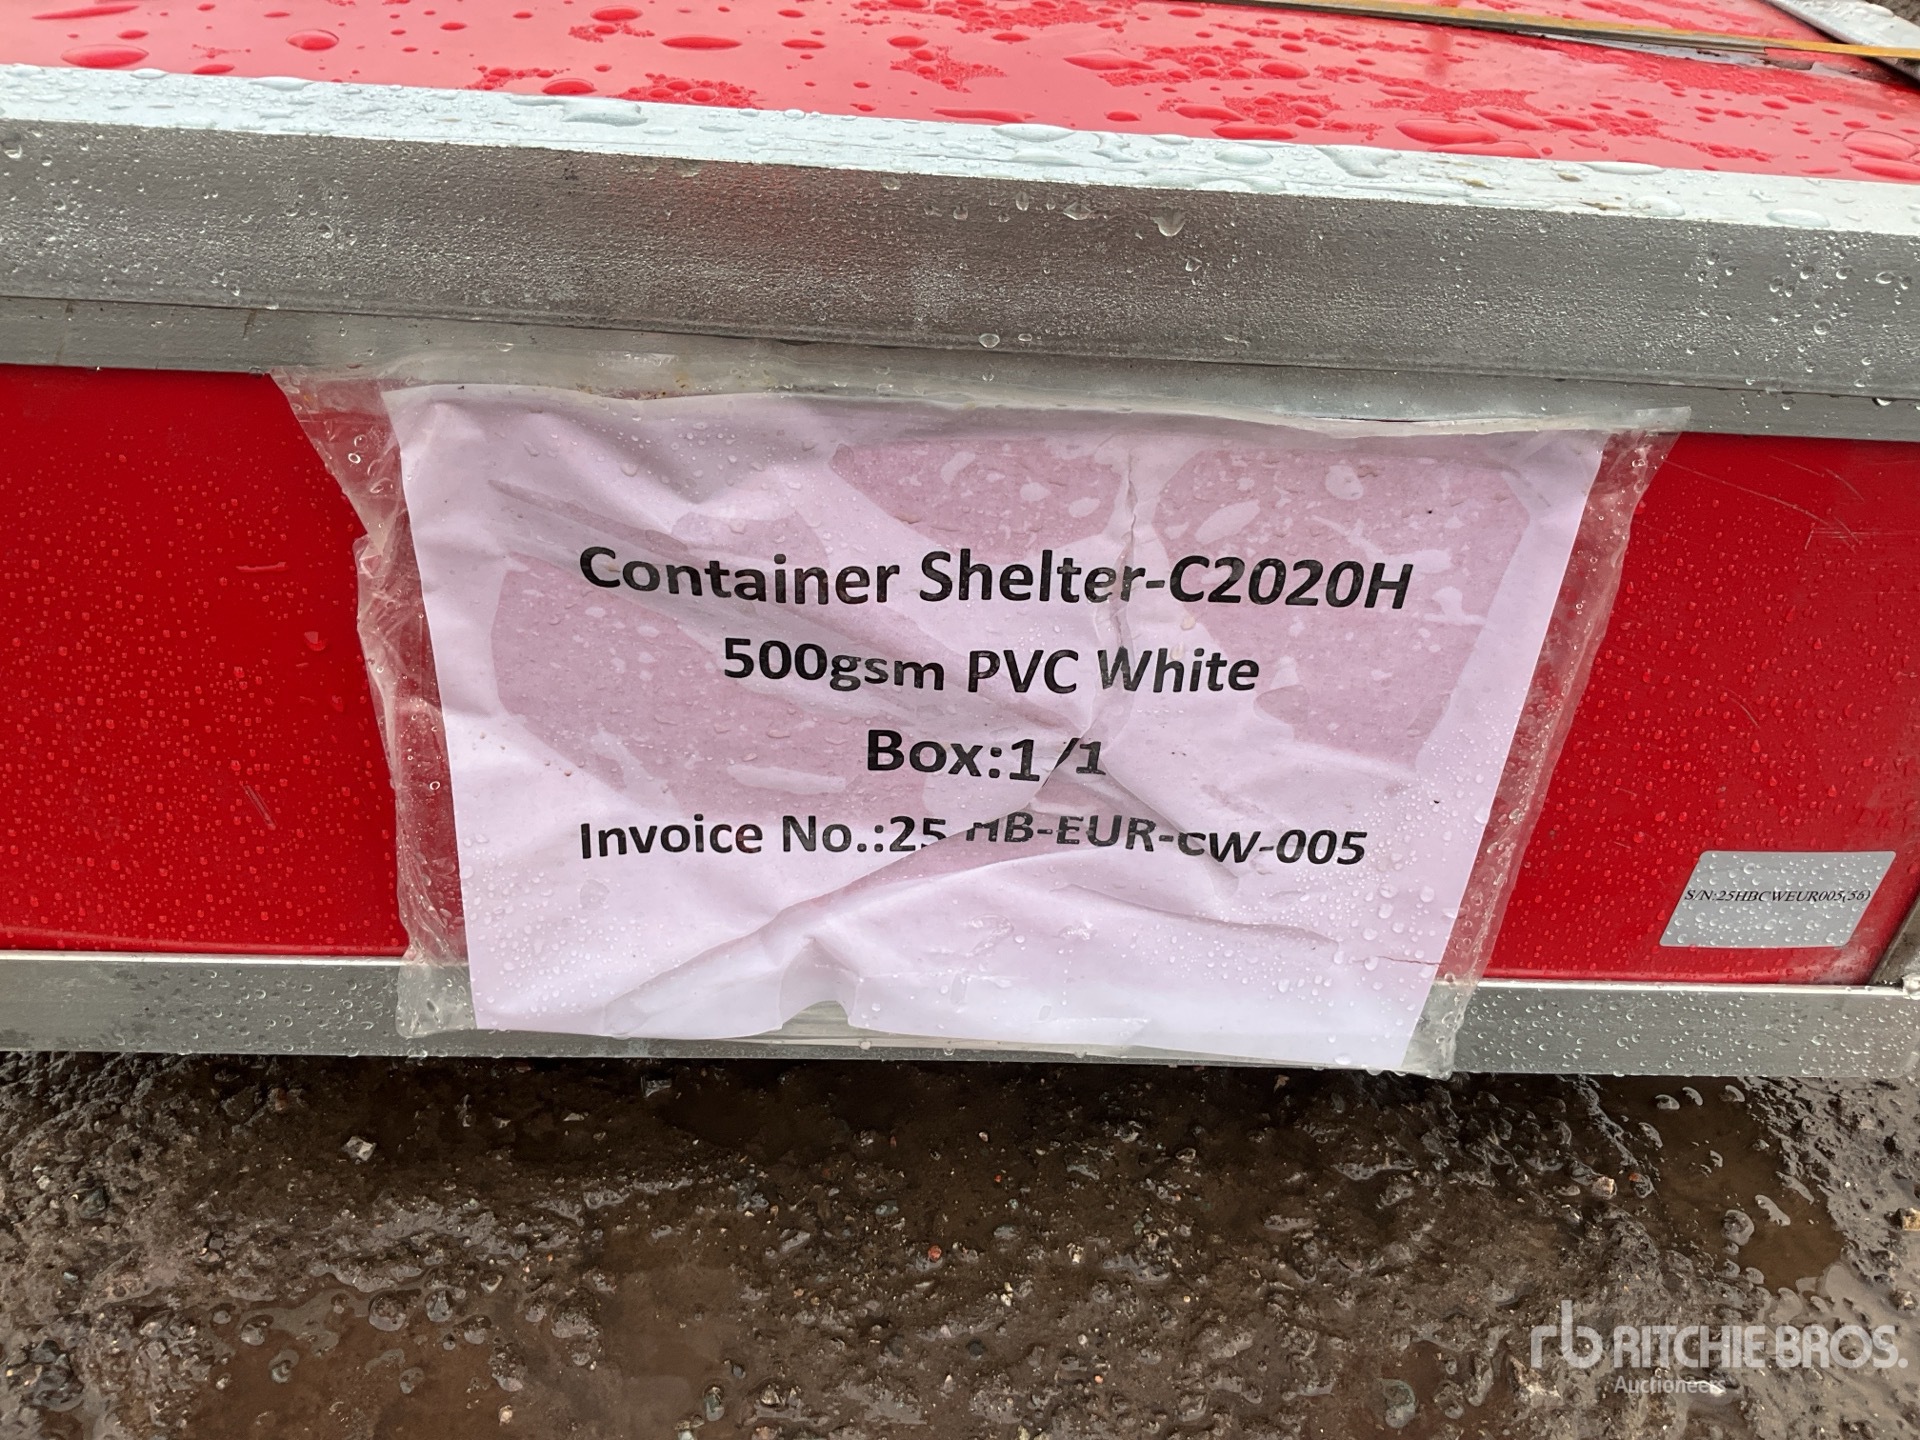 Container Shelter-C2020H
500gsm PVC White
Box:1/1
Invoice No.:25 HB-EUR-CW-005
S/N:25HBCWEUR005(56)
rb RITCHIE BROS.
Auctioneers